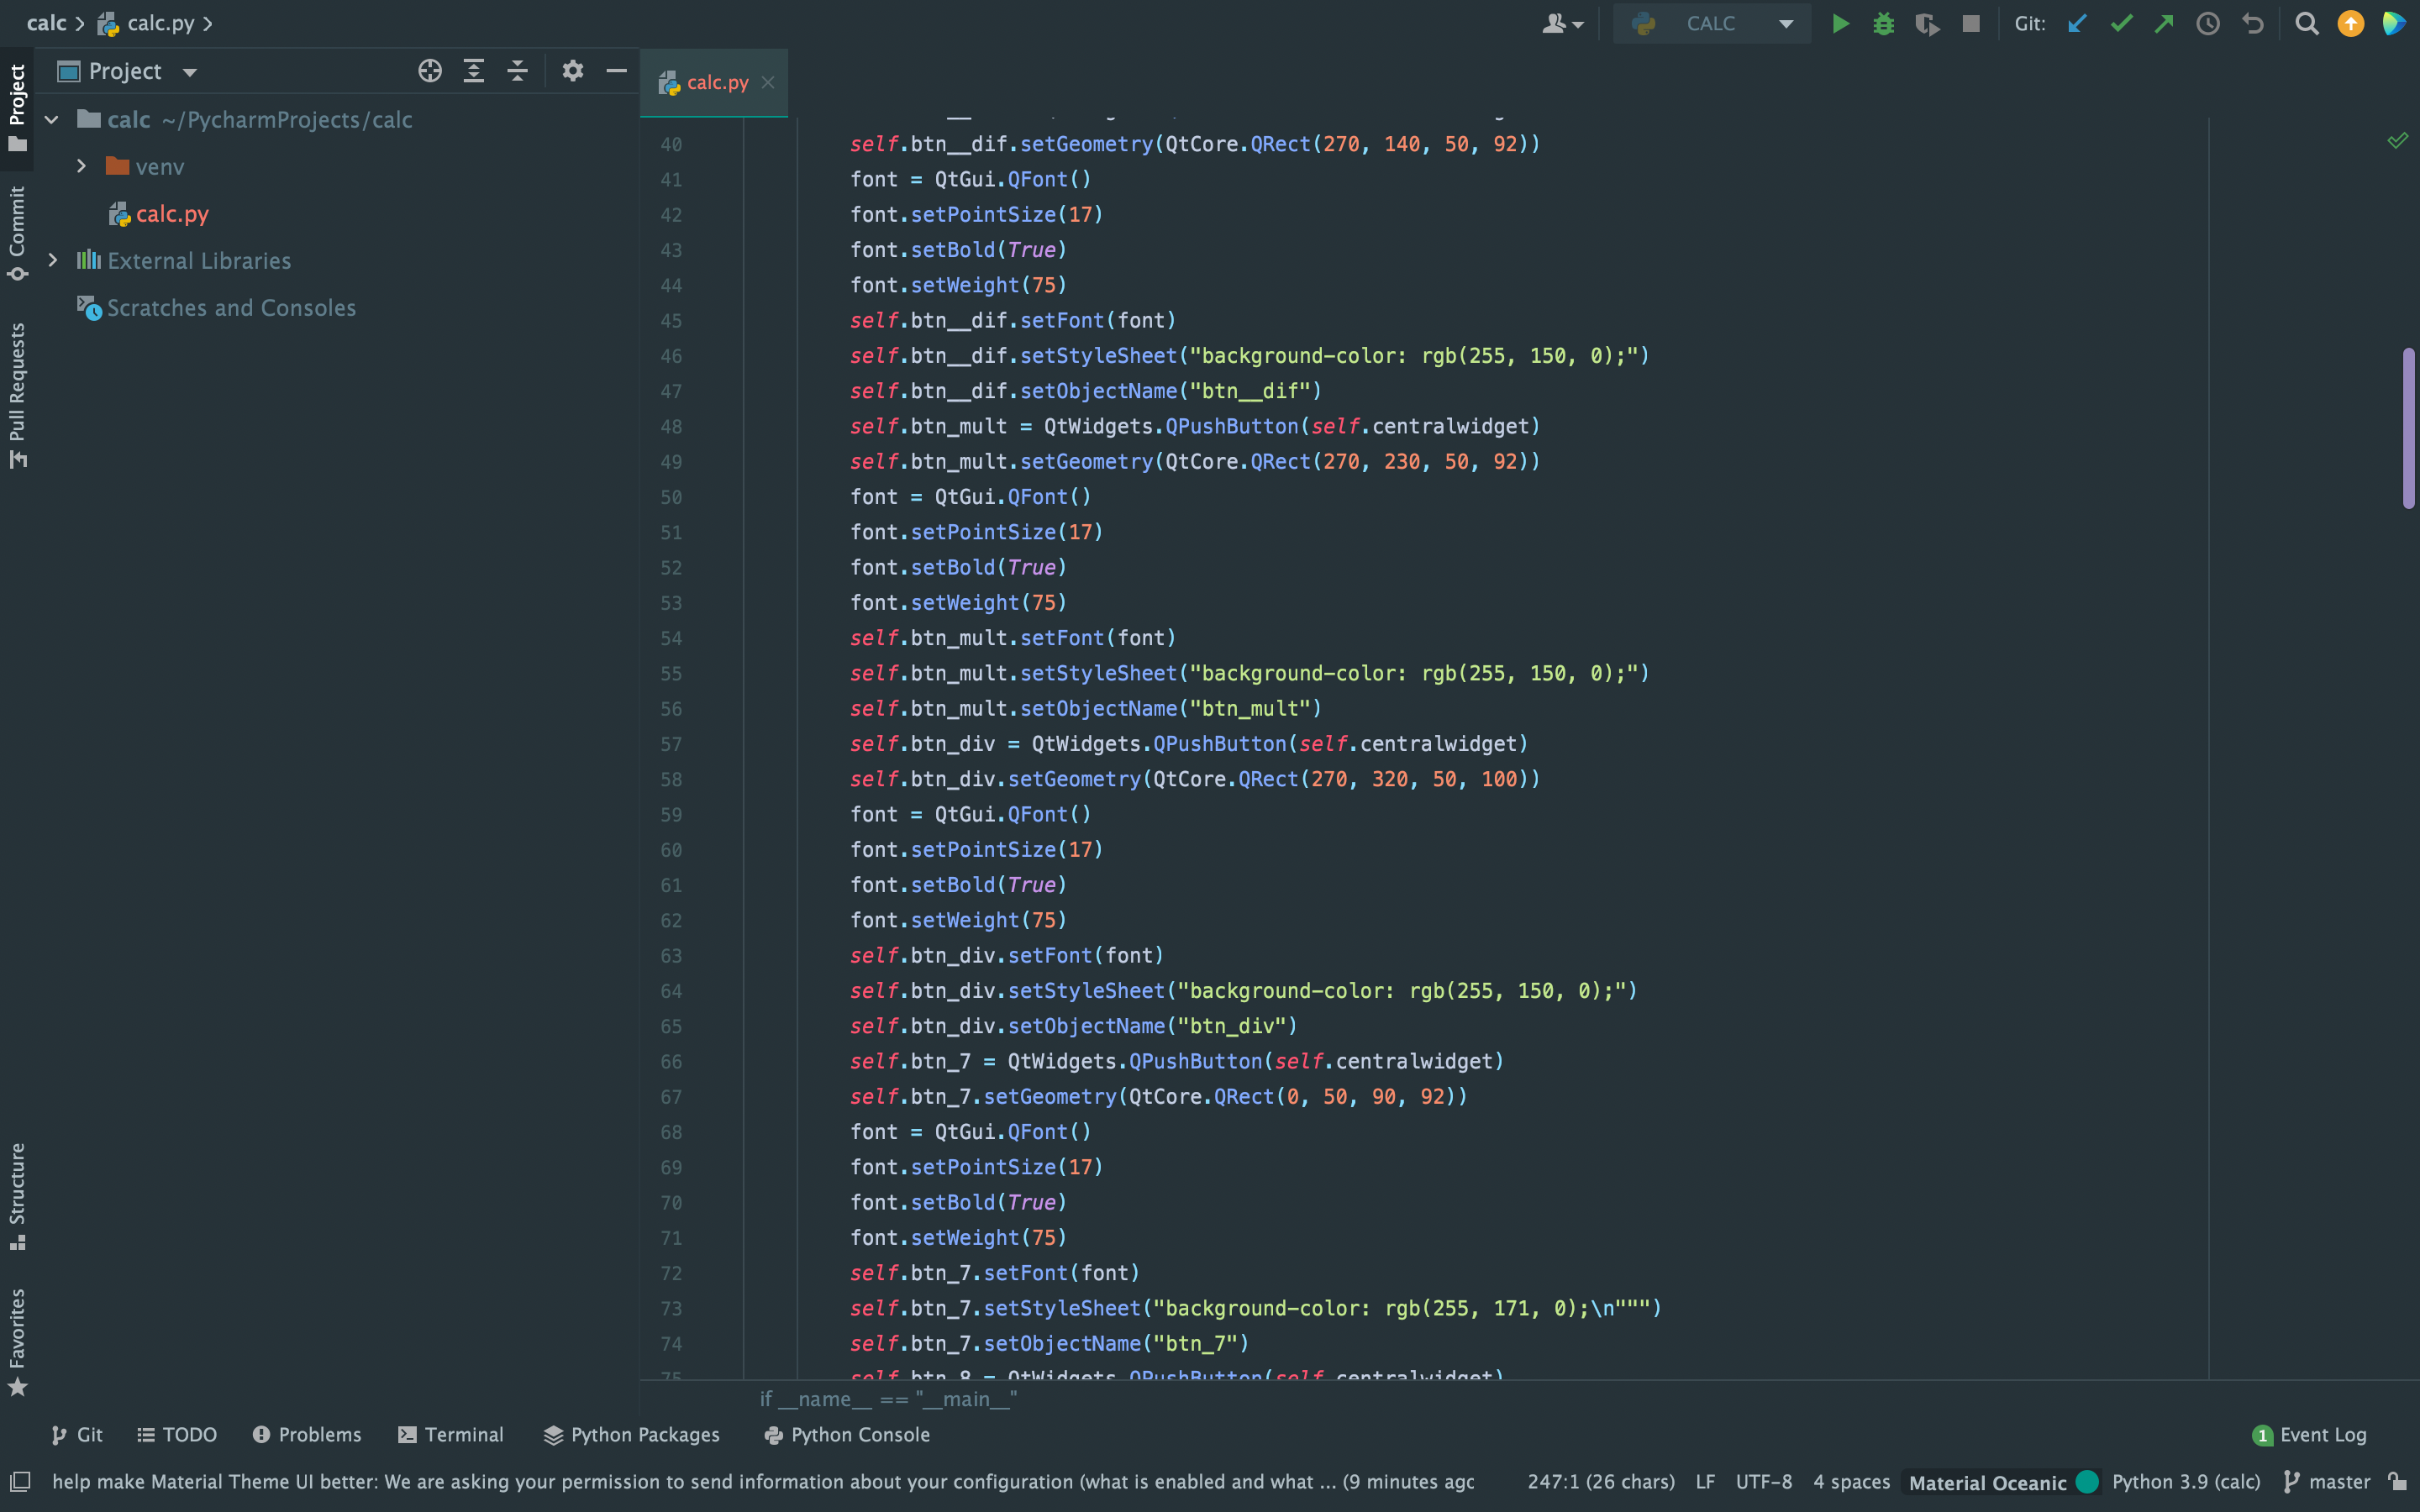 calc > calc.py >
CALC
Git:
Project
calc.py
calc ~/PycharmProjects/calc
venv
calc.py
External Libraries
Scratches and Consoles
Project
Commit
Pull Requests
Structure
Favorites
40 self.btn__dif.setGeometry(QtCore.QRect(270, 140, 50, 92))
41 font = QtGui.QFont()
42 font.setPointSize(17)
43 font.setBold(True)
44 font.setWeight(75)
45 self.btn__dif.setFont(font)
46 self.btn__dif.setStyleSheet("background-color: rgb(255, 150, 0);")
47 self.btn__dif.setObjectName("btn__dif")
48 self.btn_mult = QtWidgets.QPushButton(self.centralwidget)
49 self.btn_mult.setGeometry(QtCore.QRect(270, 230, 50, 92))
50 font = QtGui.QFont()
51 font.setPointSize(17)
52 font.setBold(True)
53 font.setWeight(75)
54 self.btn_mult.setFont(font)
55 self.btn_mult.setStyleSheet("background-color: rgb(255, 150, 0);")
56 self.btn_mult.setObjectName("btn_mult")
57 self.btn_div = QtWidgets.QPushButton(self.centralwidget)
58 self.btn_div.setGeometry(QtCore.QRect(270, 320, 50, 100))
59 font = QtGui.QFont()
60 font.setPointSize(17)
61 font.setBold(True)
62 font.setWeight(75)
63 self.btn_div.setFont(font)
64 self.btn_div.setStyleSheet("background-color: rgb(255, 150, 0);")
65 self.btn_div.setObjectName("btn_div")
66 self.btn_7 = QtWidgets.QPushButton(self.centralwidget)
67 self.btn_7.setGeometry(QtCore.QRect(0, 50, 90, 92))
68 font = QtGui.QFont()
69 font.setPointSize(17)
70 font.setBold(True)
71 font.setWeight(75)
72 self.btn_7.setFont(font)
73 self.btn_7.setStyleSheet("background-color: rgb(255, 171, 0);\n""")
74 self.btn_7.setObjectName("btn_7")
75 self.btn_8 = QtWidgets.QPushButton(self.centralwidget)
if __name__ == "__main__"
Git TODO Problems Terminal Python Packages Python Console 1 Event Log
help make Material Theme UI better: We are asking your permission to send information about your configuration (what is enabled and what ... (9 minutes agc 247:1 (26 chars) LF UTF-8 4 spaces Material Oceanic Python 3.9 (calc) master